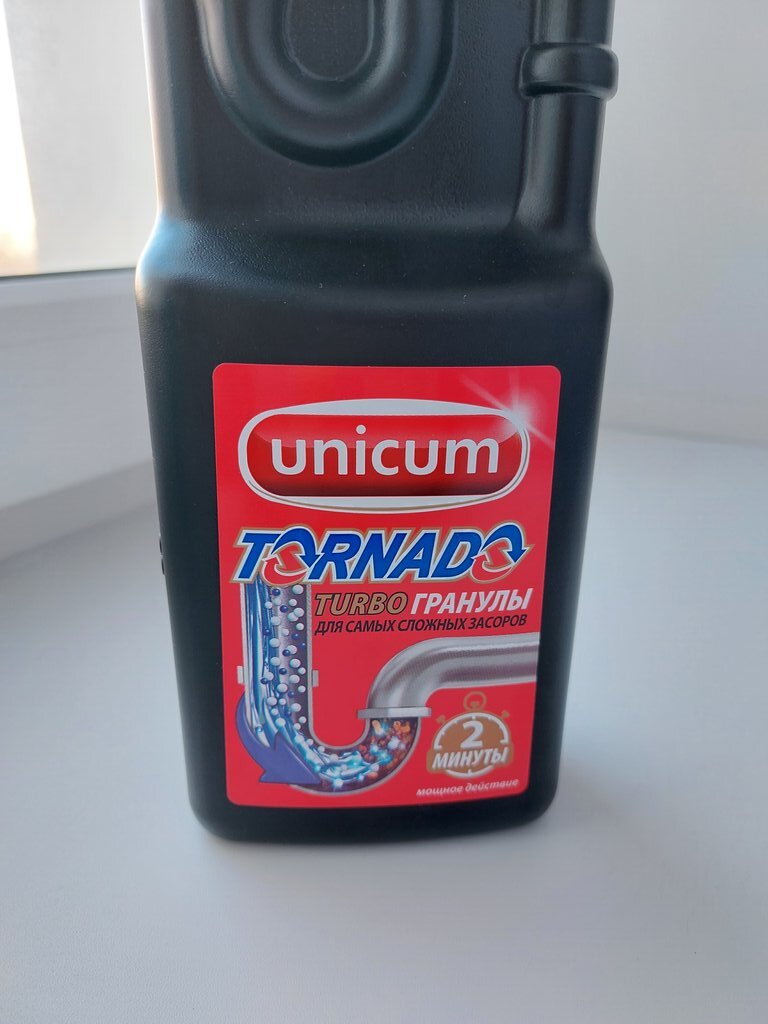 unicum
TORNADO
TURBO ГРАНУЛЫ
ДЛЯ САМЫХ СЛОЖНЫХ ЗАСОРОВ
2
МИНУТЫ
мощное действие